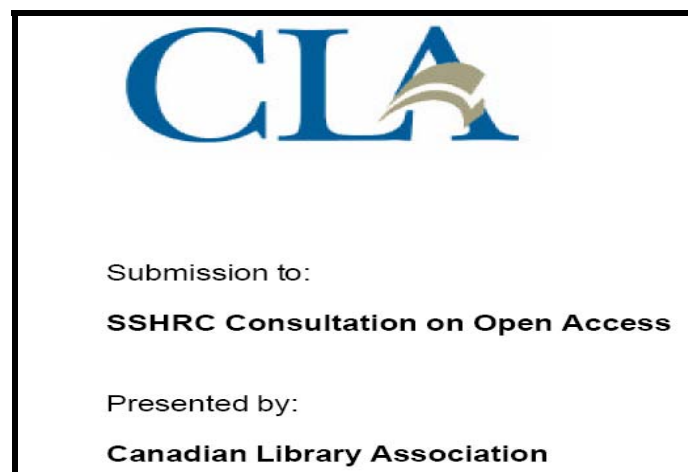 CLA
Submission to:
SSHRC Consultation on Open Access
Presented by:
Canadian Library Association